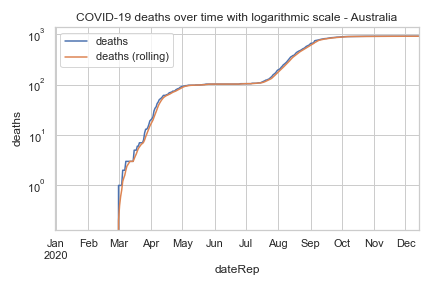 COVID-19 deaths over time with logarithmic scale - Australia
deaths
deaths (rolling)
10³
10²
10¹
10⁰
deaths
Jan Feb Mar Apr May Jun Jul Aug Sep Oct Nov Dec
2020
dateRep